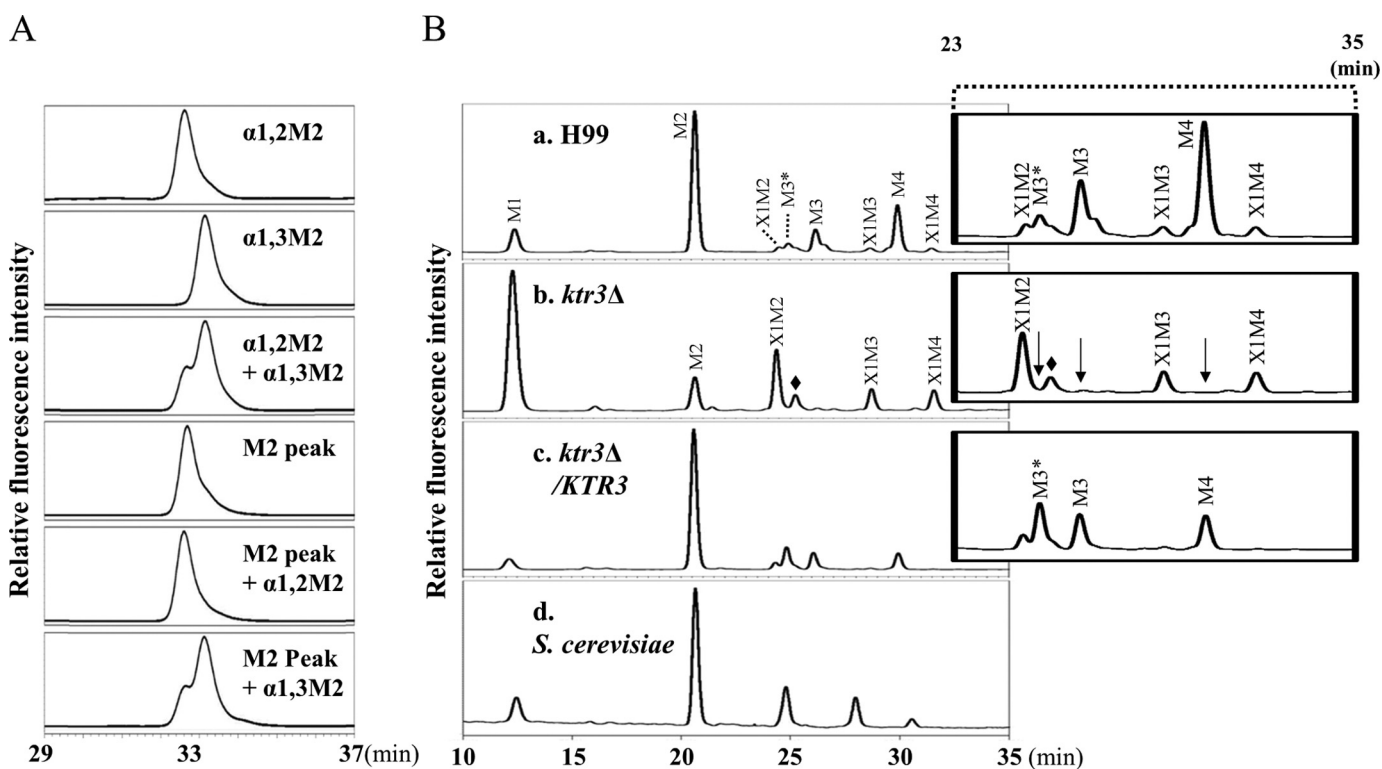 A
Relative fluorescence intensity
α1,2M2
α1,3M2
α1,2M2
+ α1,3M2
M2 peak
M2 peak
+ α1,2M2
M2 Peak
+ α1,3M2
29
33
37(min)
B
Relative fluorescence intensity
a. H99
M1
M2
X1M2
M3*
M3
X1M3
M4
X1M4
23
35
(min)
X1M2
M3*
M3
X1M3
M4
X1M4
b. ktr3Δ
M2
X1M2
X1M3
X1M4
X1M2
X1M3
X1M4
c. ktr3Δ
/KTR3
M3*
M3
M4
d.
S. cerevisiae
10
20
25
30
35 (min)